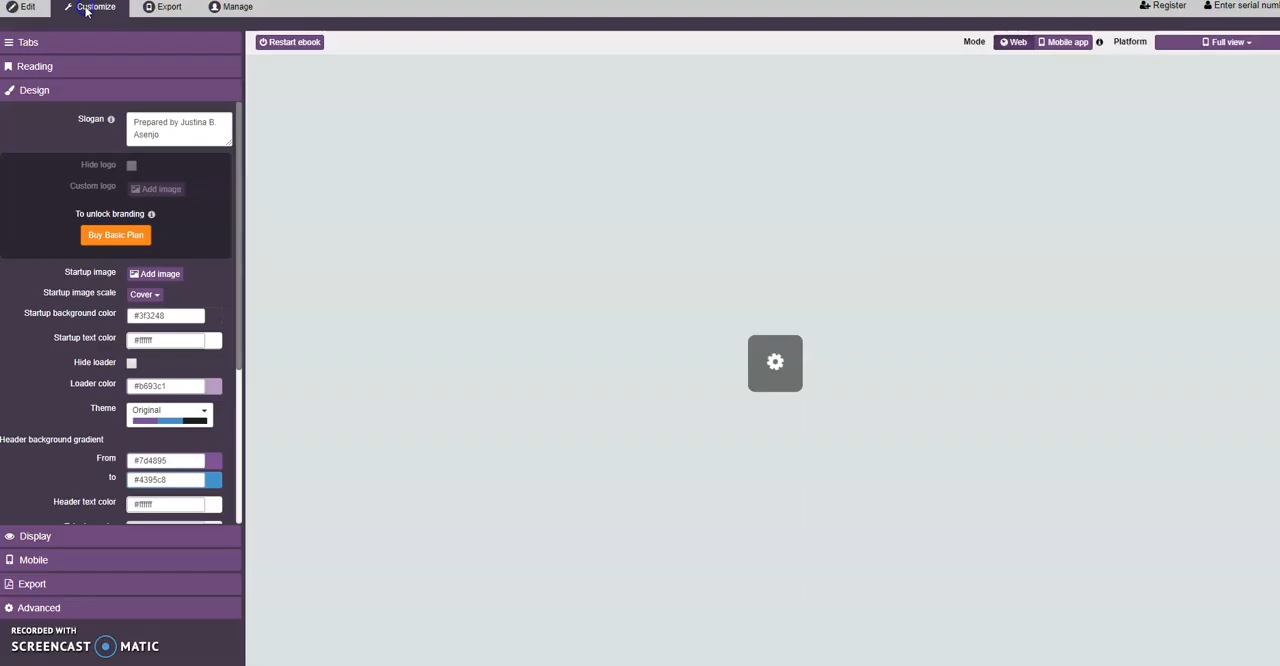 Edit Customize Export Manage Register Enter serial num
Tabs
Restart ebook Mode Web Mobile app Platform Full view
Reading
Design
Slogan Prepared by Justina B.
Asenjo
Hide logo
Custom logo Add image
To unlock branding
Buy Basic Plan
Startup image Add image
Startup image scale Cover
Startup background color #3f3248
Startup text color #ffffff
Hide loader
Loader color #b693c1
Theme Original
Header background gradient
From #7d4895
to #4395c8
Header text color #ffffff
Display
Mobile
Export
Advanced
RECORDED WITH
SCREENCAST MATIC